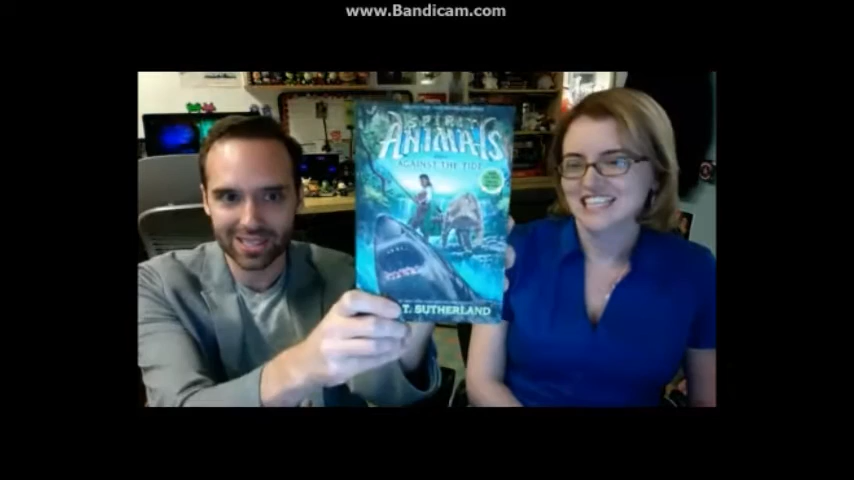 www.Bandicam.com
SPIRIT
ANIMALS
AGAINST THE TIDE
T. SUTHERLAND